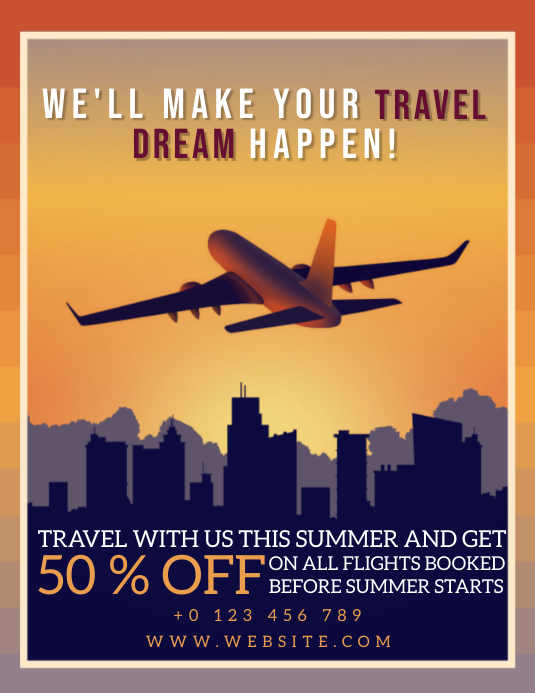 WE'LL MAKE YOUR TRAVEL
DREAM HAPPEN!
TRAVEL WITH US THIS SUMMER AND GET
50 % OFF ON ALL FLIGHTS BOOKED
BEFORE SUMMER STARTS
+0 123 456 789
WWW.WEBSITE.COM